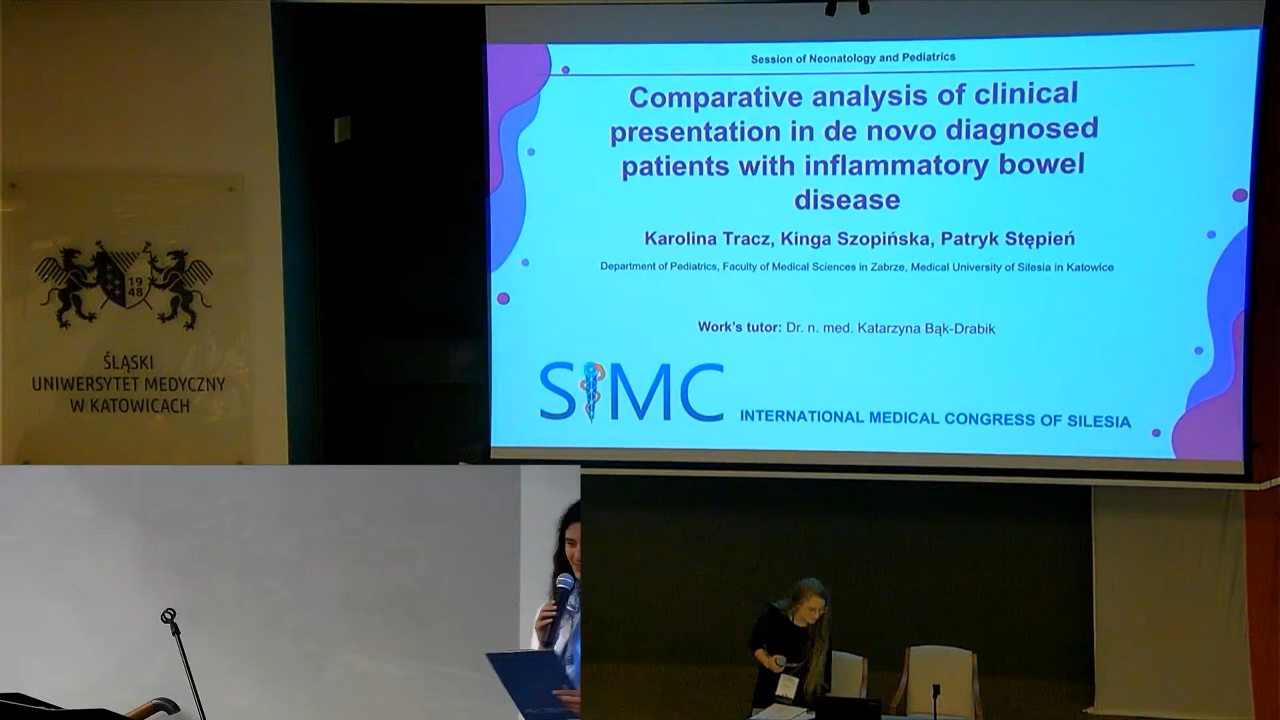 Session of Neonatology and Pediatrics
Comparative analysis of clinical
presentation in de novo diagnosed
patients with inflammatory bowel
disease
Karolina Tracz, Kinga Szopińska, Patryk Stępień
Department of Pediatrics, Faculty of Medical Sciences in Zabrze, Medical University of Silesia in Katowice
Work's tutor: Dr. n. med. Katarzyna Bąk-Drabik
SIMC INTERNATIONAL MEDICAL CONGRESS OF SILESIA
19
48
ŚLĄSKI
UNIWERSYTET MEDYCZNY
W KATOWICACH